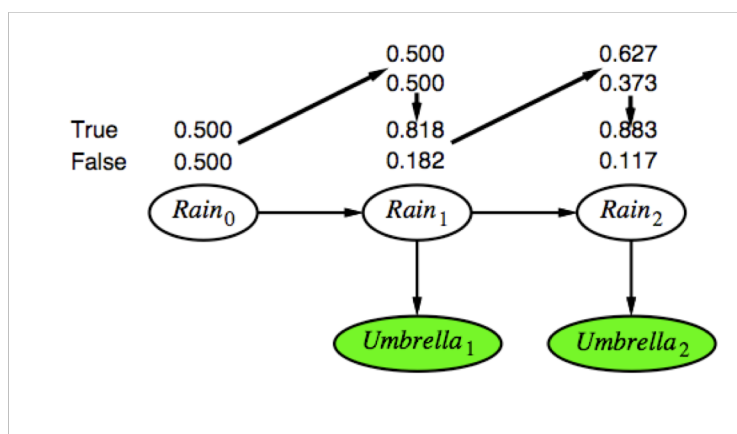 0.500 0.627
0.500 0.373
True 0.500 0.818 0.883
False 0.500 0.182 0.117
Rain0 Rain1 Rain2
Umbrella1 Umbrella2